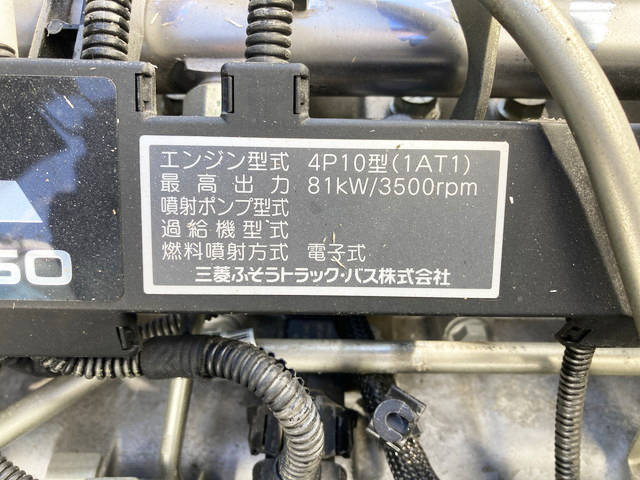 エンジン型式 4P10型(1AT1)
最高出力 81kW/3500rpm
噴射ポンプ型式
過給機型式
燃料噴射方式 電子式
三菱ふそうトラック・バス株式会社
50